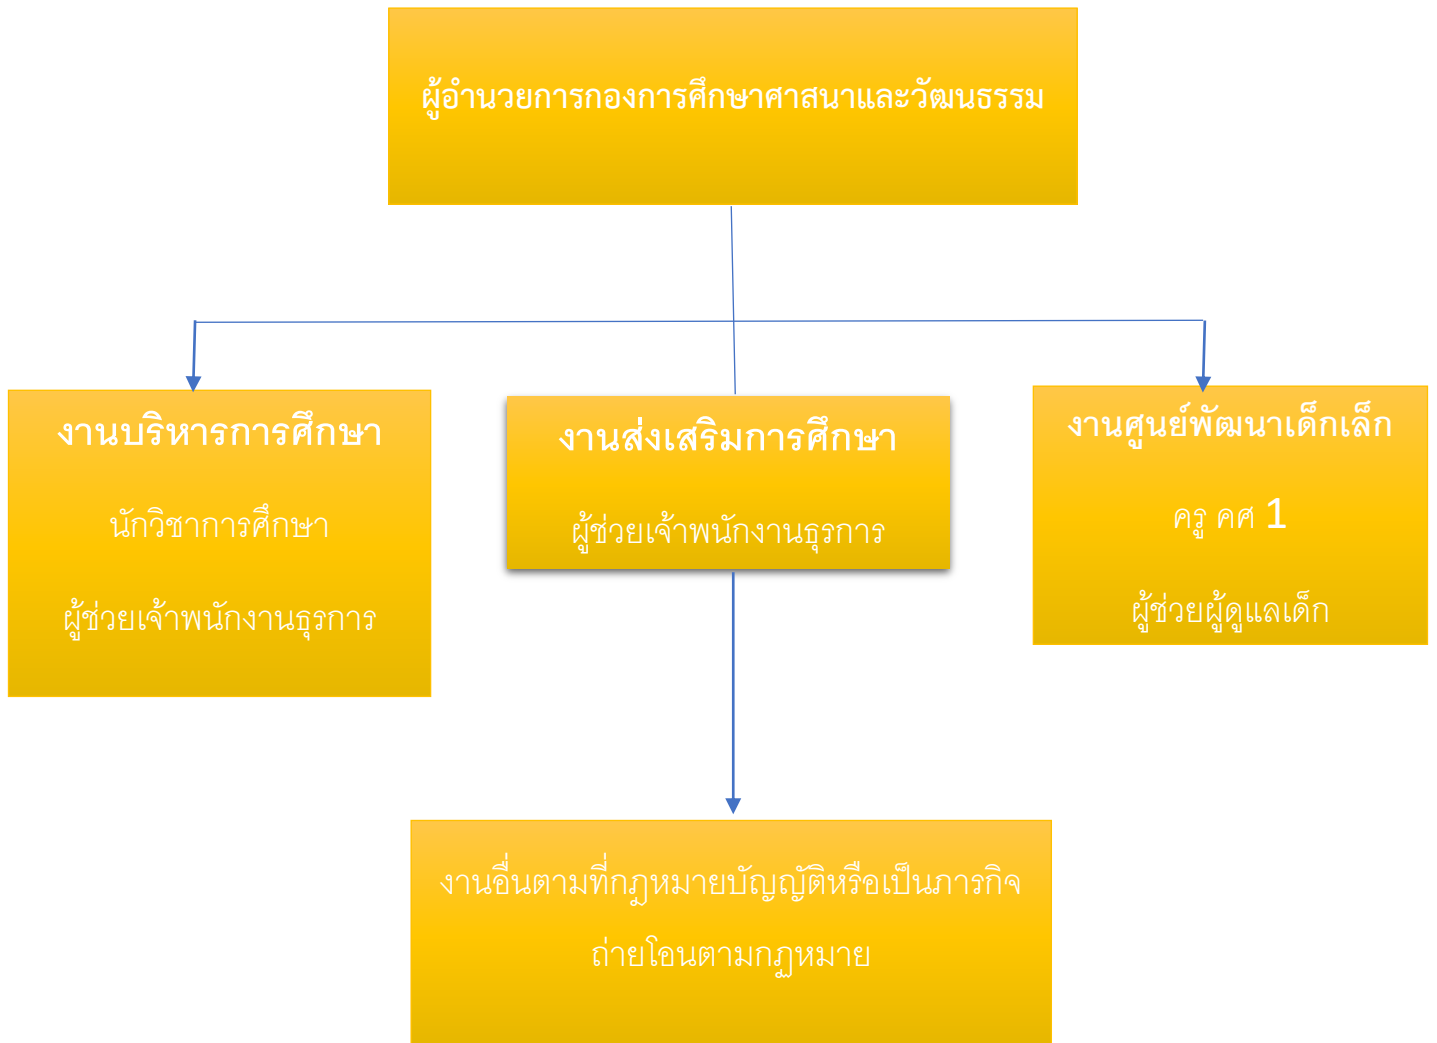 ผู้อำนวยการกองการศึกษาศาสนาและวัฒนธรรม
งานบริหารการศึกษา
นักวิชาการศึกษา
ผู้ช่วยเจ้าพนักงานธุรการ
งานส่งเสริมการศึกษา
ผู้ช่วยเจ้าพนักงานธุรการ
งานศูนย์พัฒนาเด็กเล็ก
ครู คศ 1
ผู้ช่วยผู้ดูแลเด็ก
งานอื่นตามที่กฎหมายบัญญัติหรือเป็นภารกิจ
ถ่ายโอนตามกฏหมาย